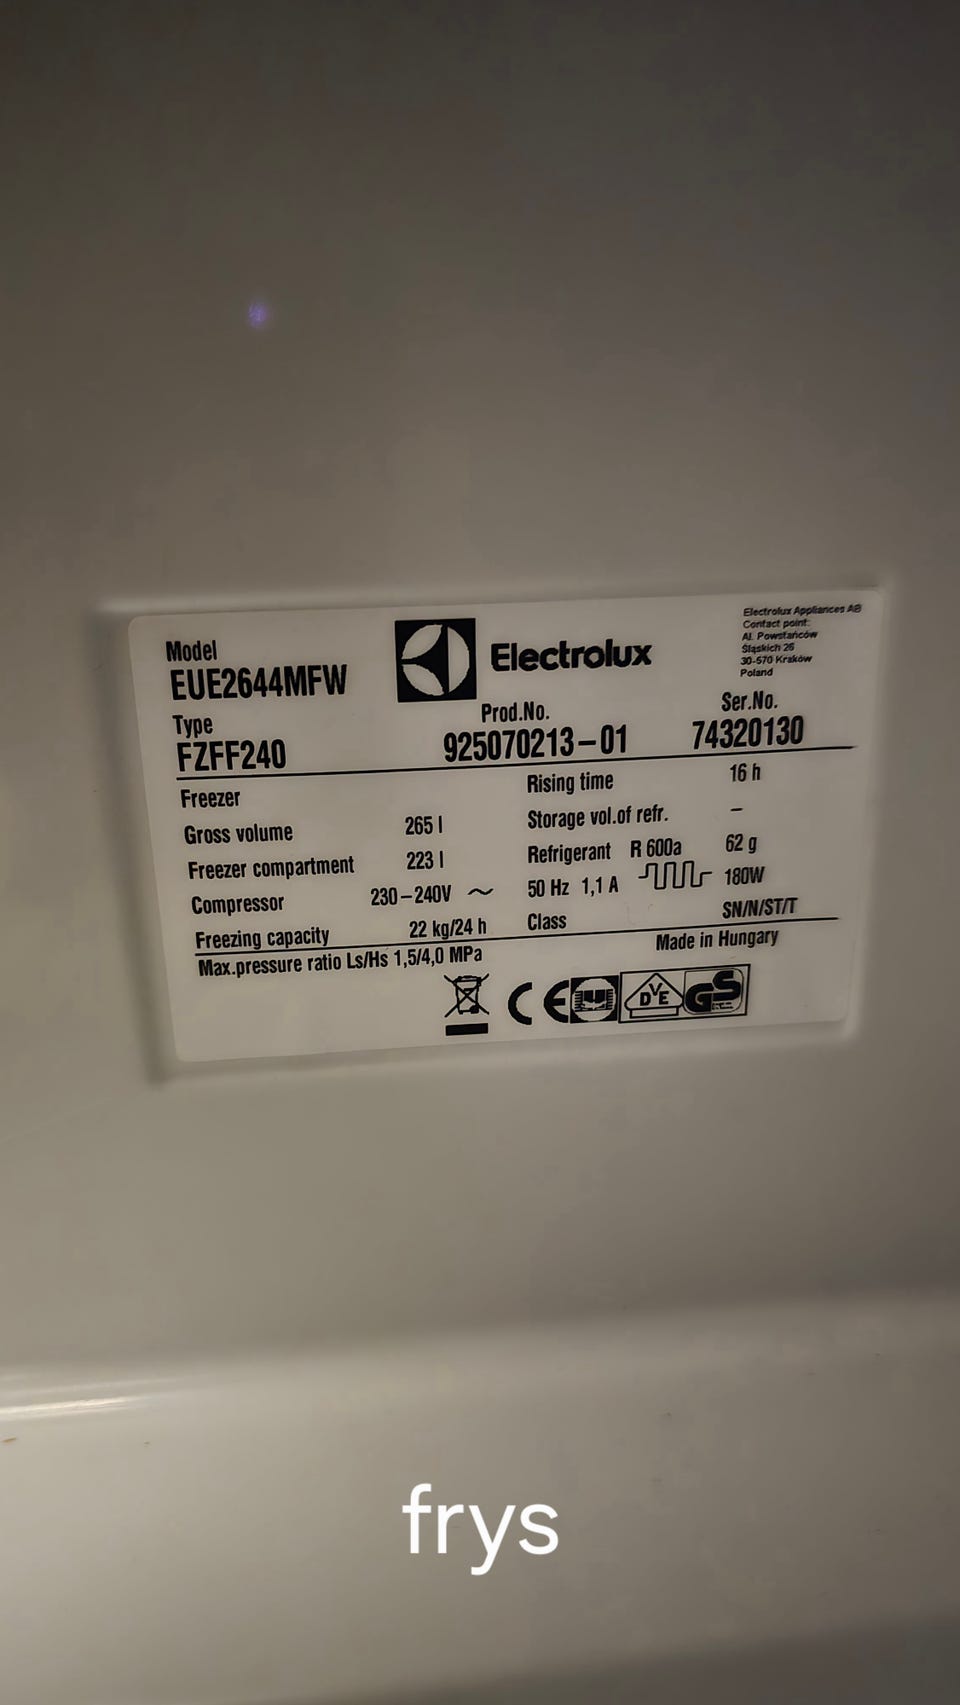 Model
EUE2644MFW
Electrolux
Electrolux Appliances AB
Contact point:
Al. Powstańców
Śląskich 26
30-570 Kraków
Poland
Type
FZFF240
Prod.No.
925070213-01
Ser.No.
74320130
Freezer
Gross volume 265 l
Freezer compartment 223 l
Compressor 230-240V ~
Freezing capacity 22 kg/24 h
Rising time 16 h
Storage vol.of refr. –
Refrigerant R 600a 62 g
50 Hz 1,1 A 180W
Class SN/N/ST/T
Max.pressure ratio Ls/Hs 1,5/4,0 MPa
Made in Hungary
CE
DVE
GS
frys